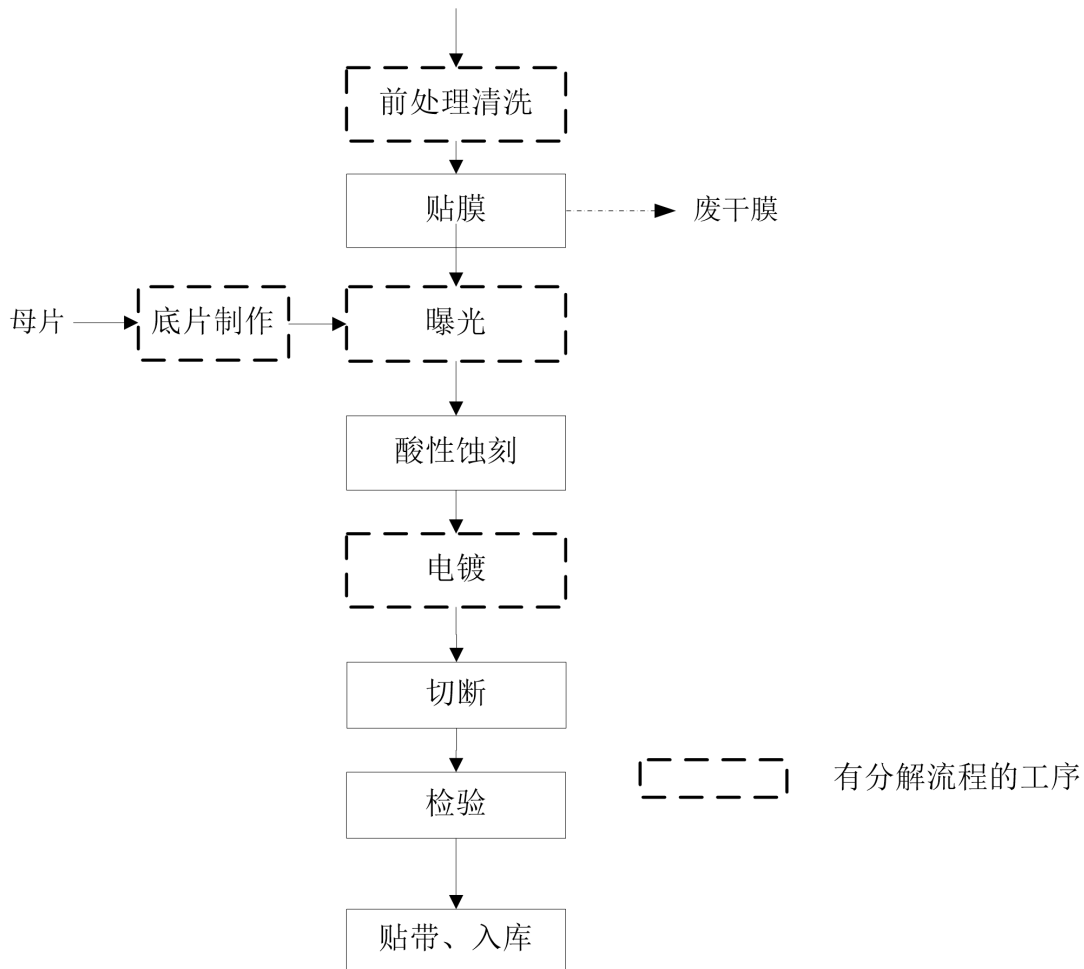 前处理清洗
贴膜
废干膜
母片
底片制作
曝光
酸性蚀刻
电镀
切断
检验
有分解流程的工序
贴带、入库